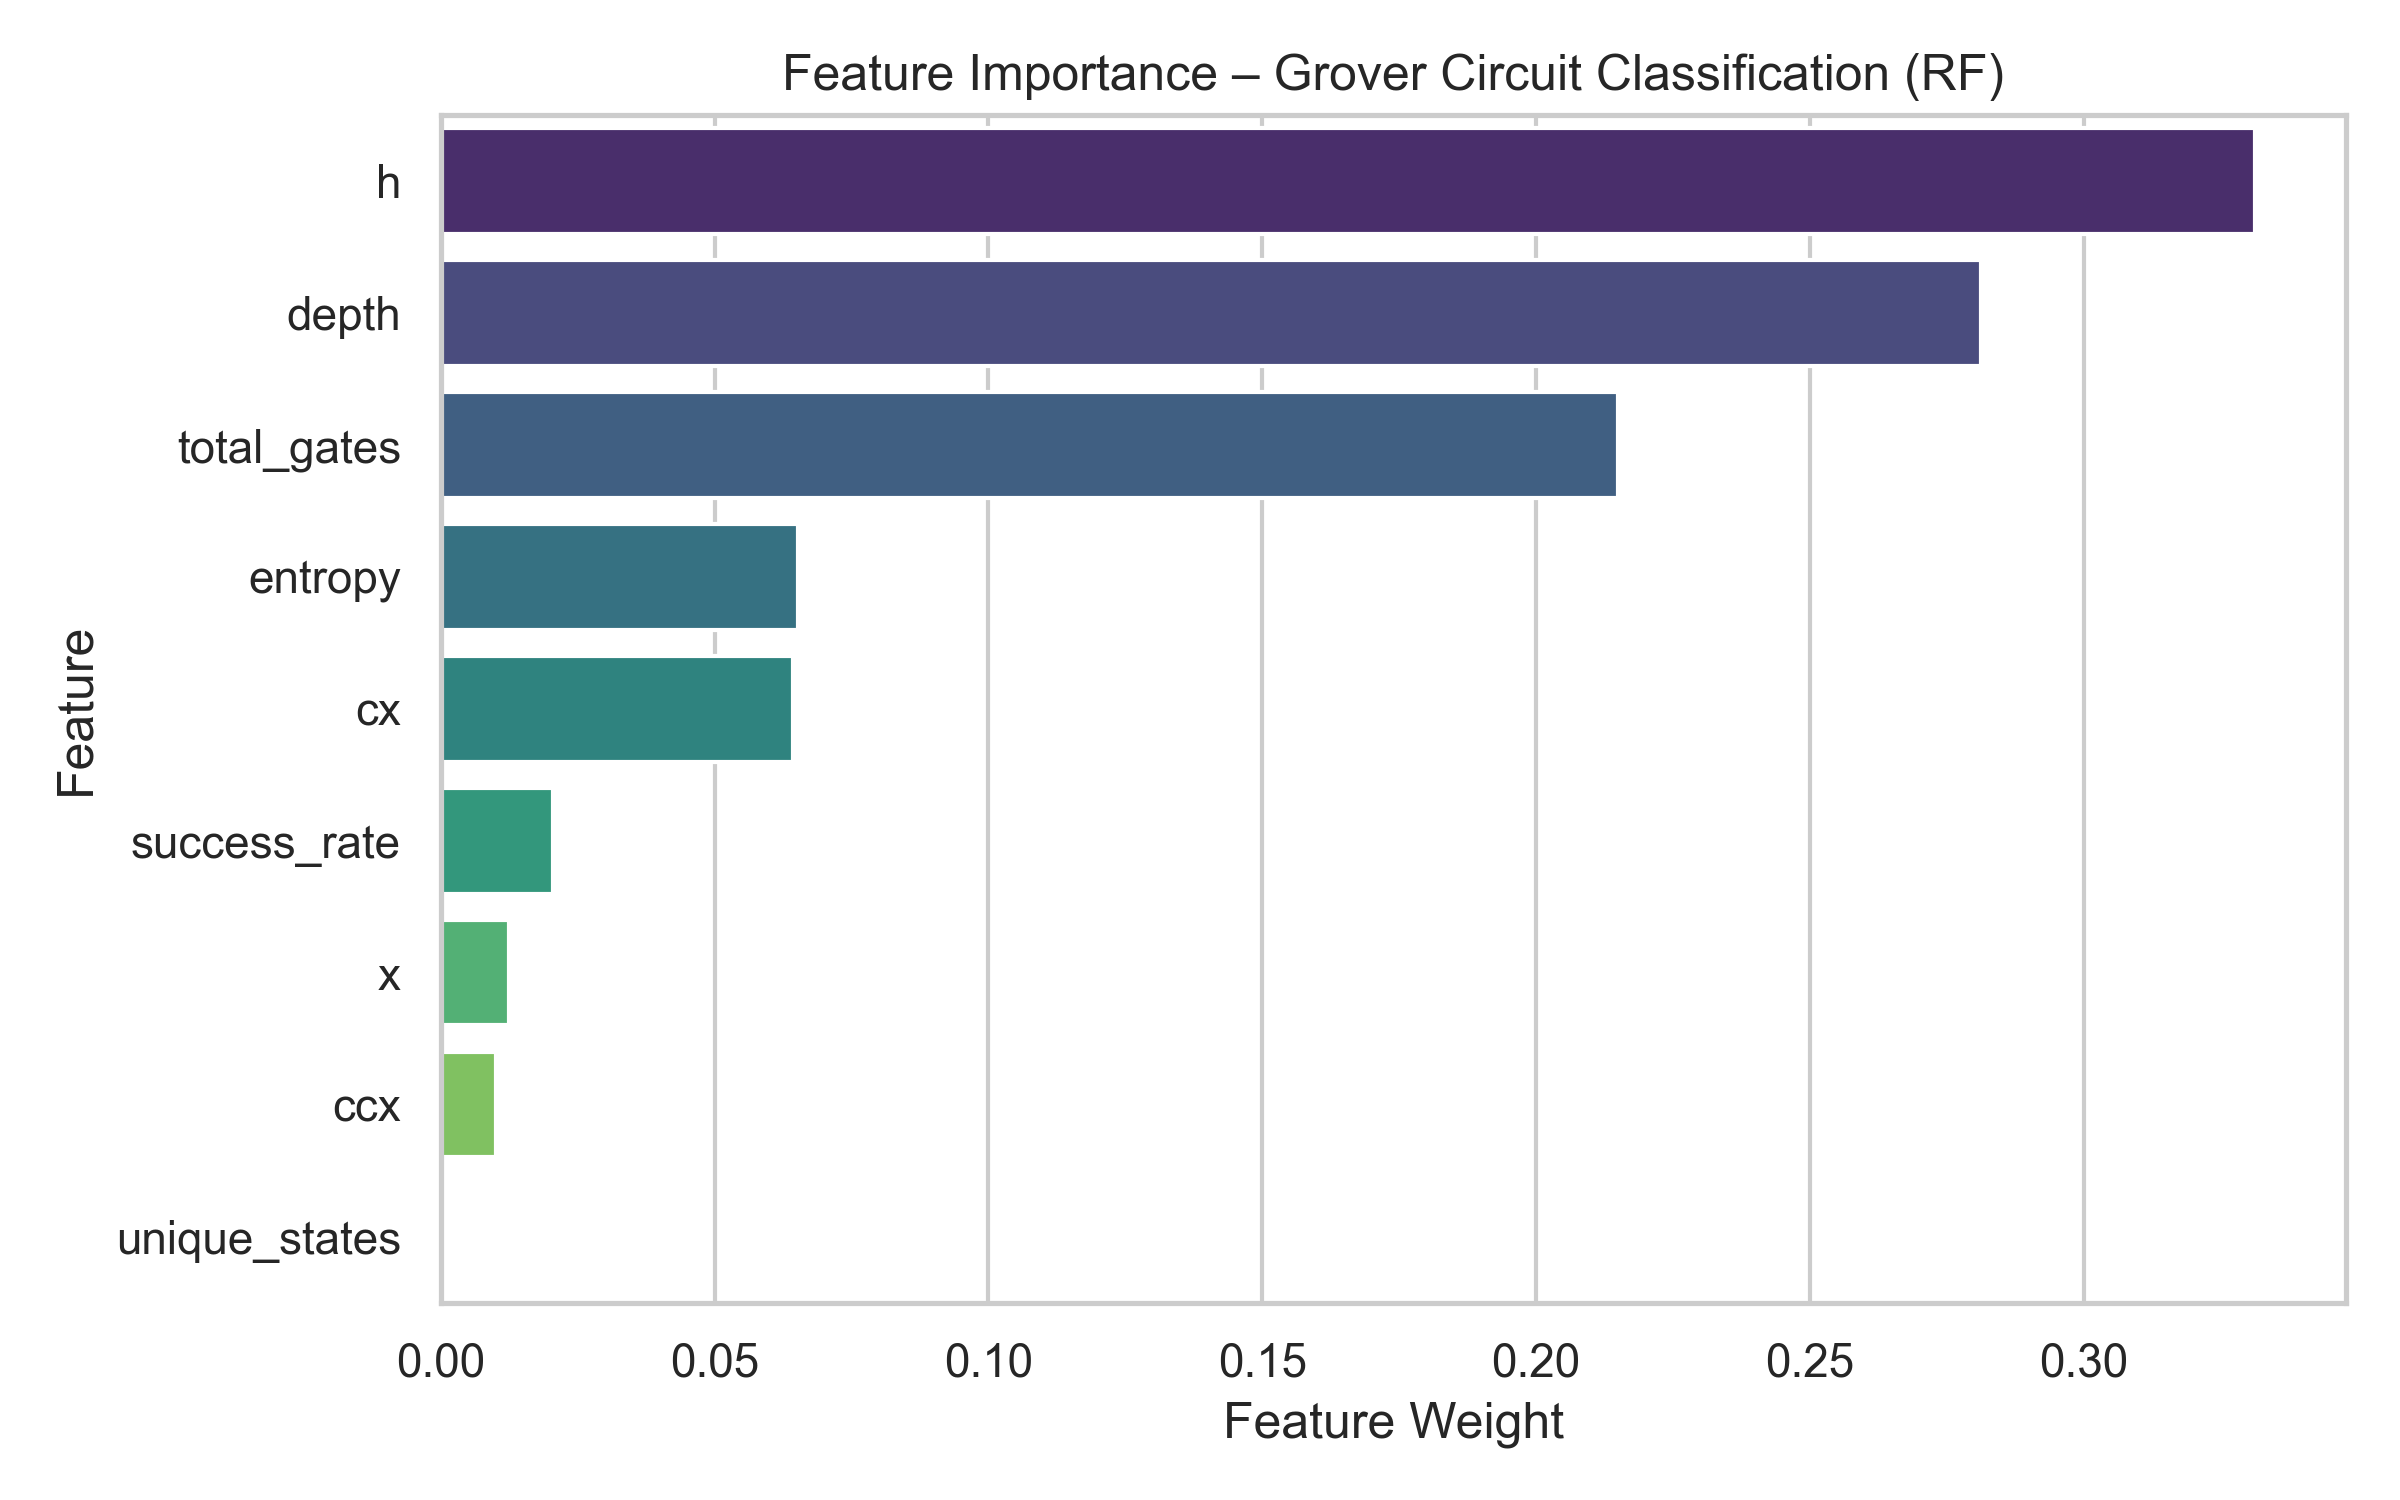 Feature Importance – Grover Circuit Classification (RF)
h
depth
total_gates
entropy
cx
success_rate
x
ccx
unique_states
Feature
0.00 0.05 0.10 0.15 0.20 0.25 0.30
Feature Weight